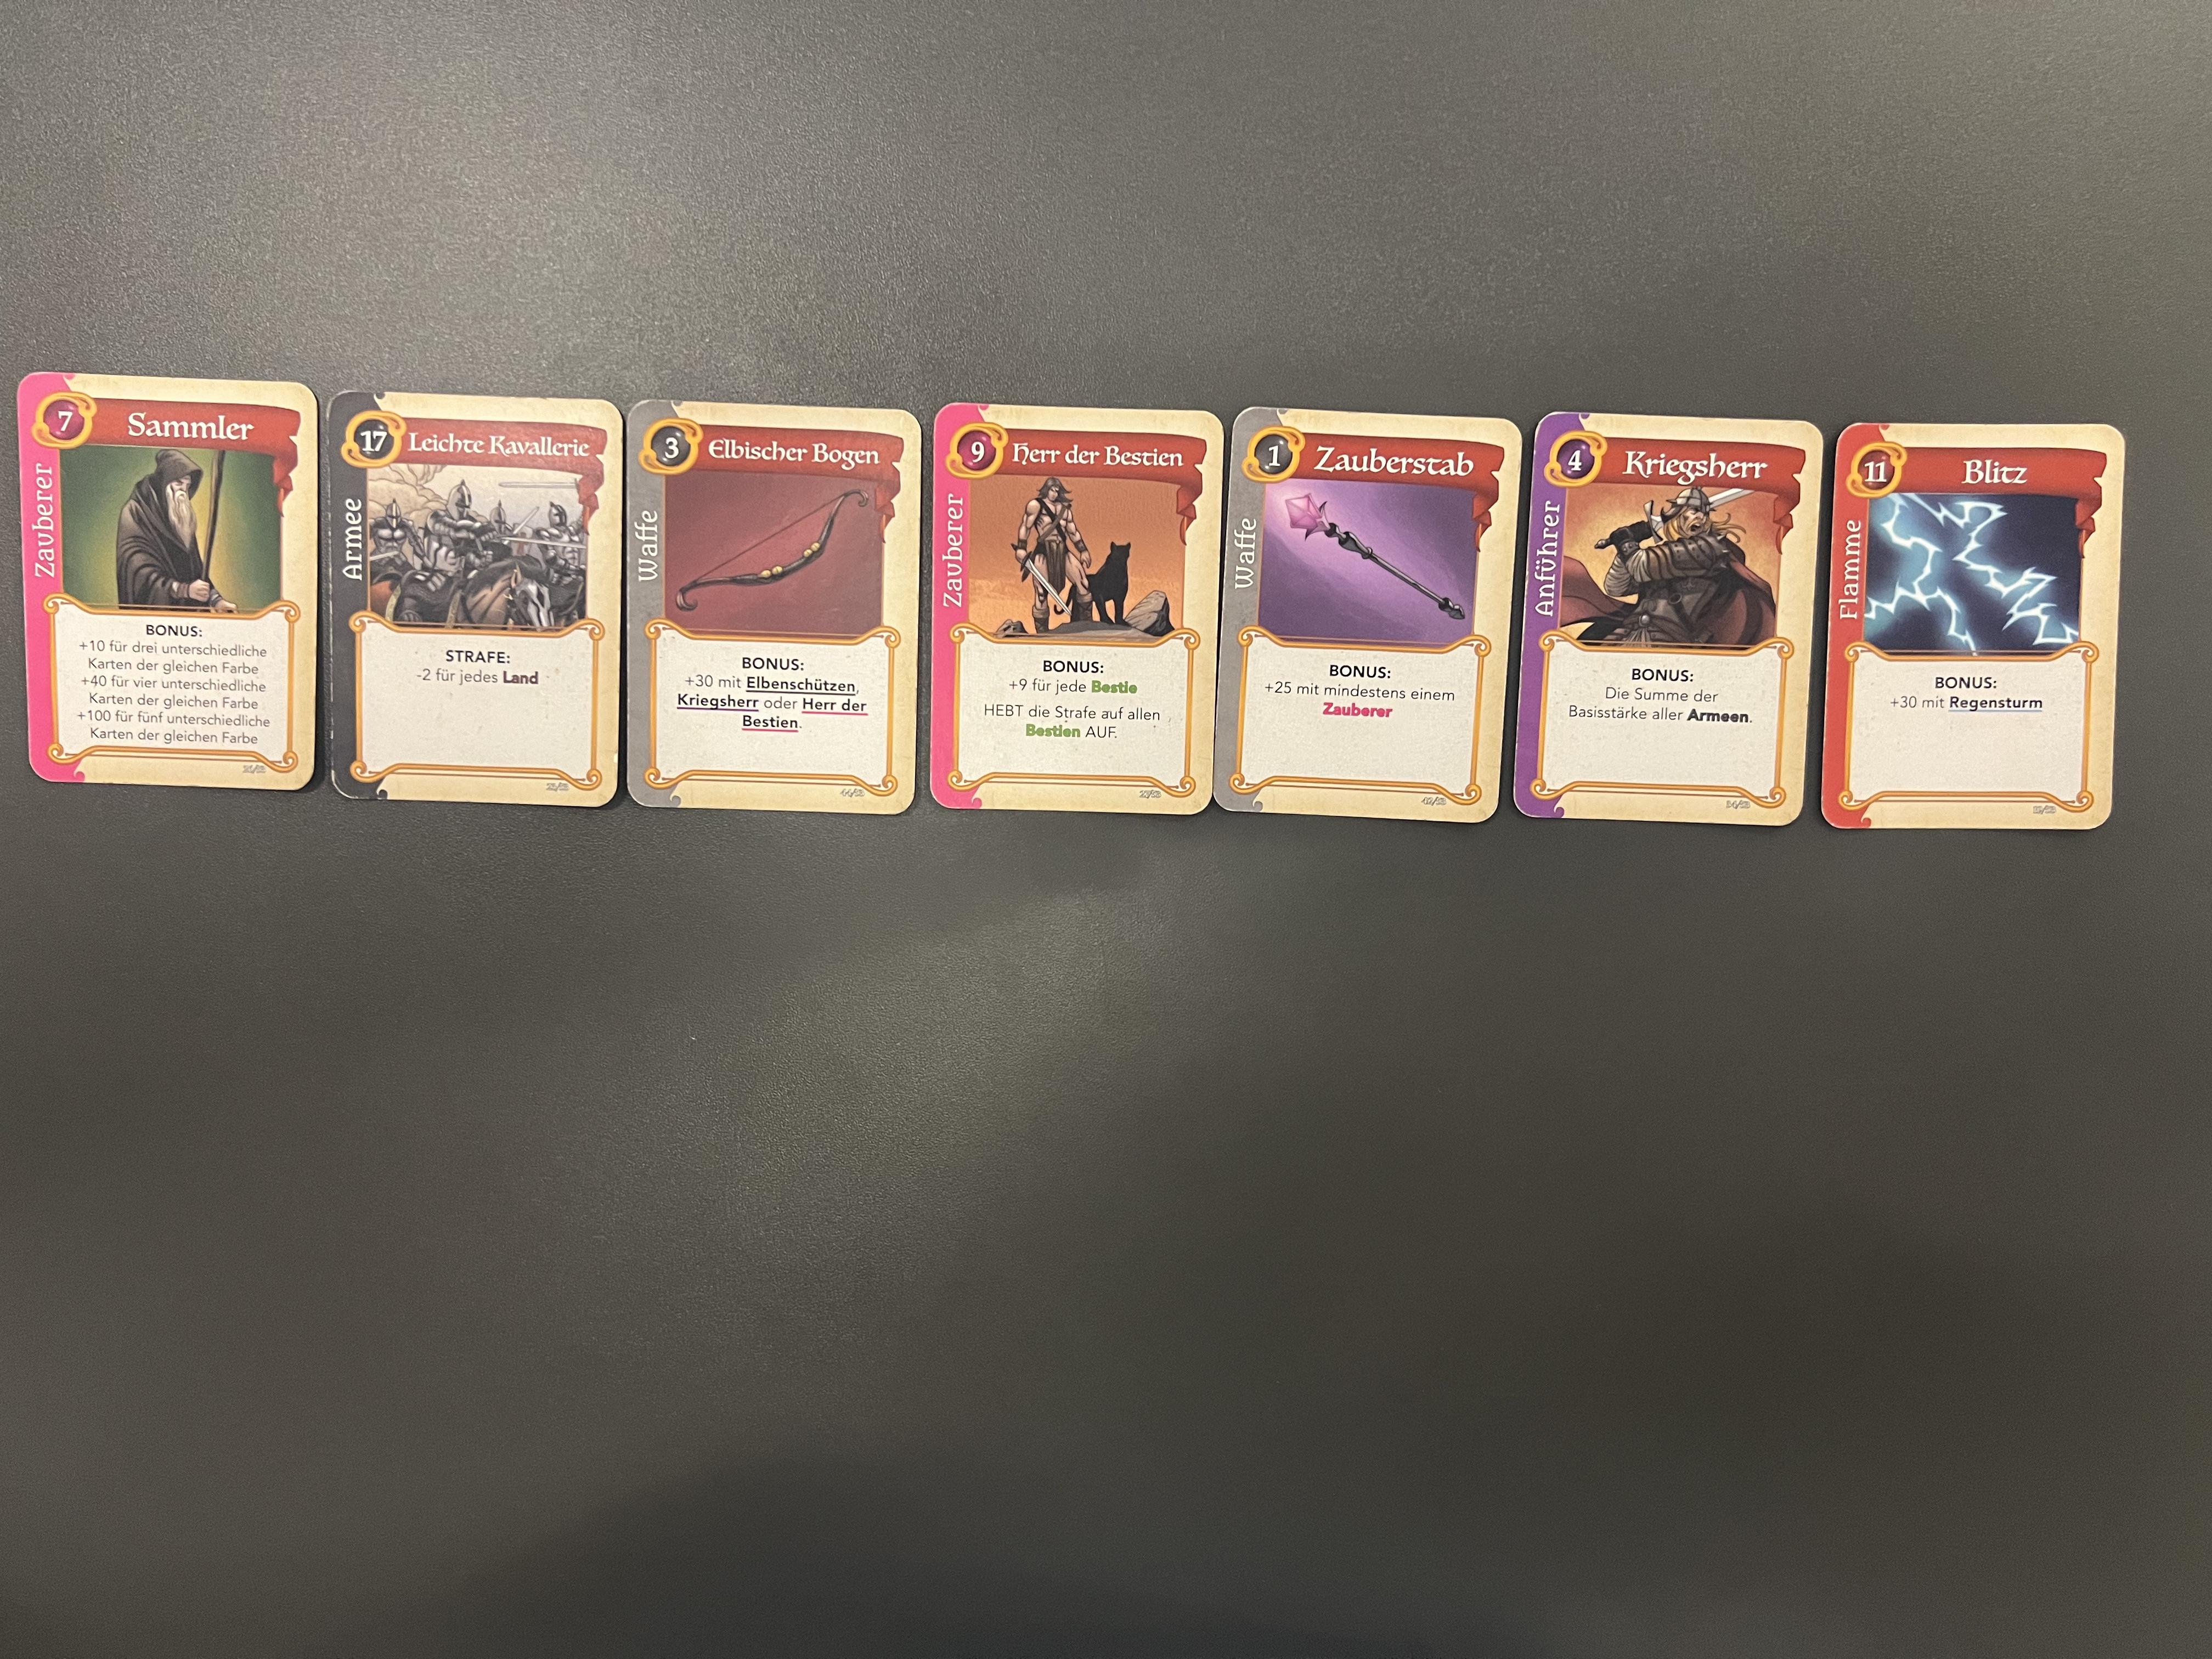 7
Sammler
Zauberer
BONUS:
+10 für drei unterschiedliche
Karten der gleichen Farbe
+40 für vier unterschiedliche
Karten der gleichen Farbe
+100 für fünf unterschiedliche
Karten der gleichen Farbe
17
Leichte Kavallerie
Armee
STRAFE:
-2 für jedes Land
3
Elbischer Bogen
Waffe
BONUS:
+30 mit Elbenschützen,
Kriegsherr oder Herr der
Bestien.
9
Herr der Bestien
Zauberer
BONUS:
+9 für jede Bestie
HEBT die Strafe auf allen
Bestien AUF.
1
Zauberstab
Waffe
BONUS:
+25 mit mindestens einem
Zauberer
4
Kriegsherr
Anführer
BONUS:
Die Summe der
Basisstärke aller Armeen.
11
Blitz
Flamme
BONUS:
+30 mit Regensturm